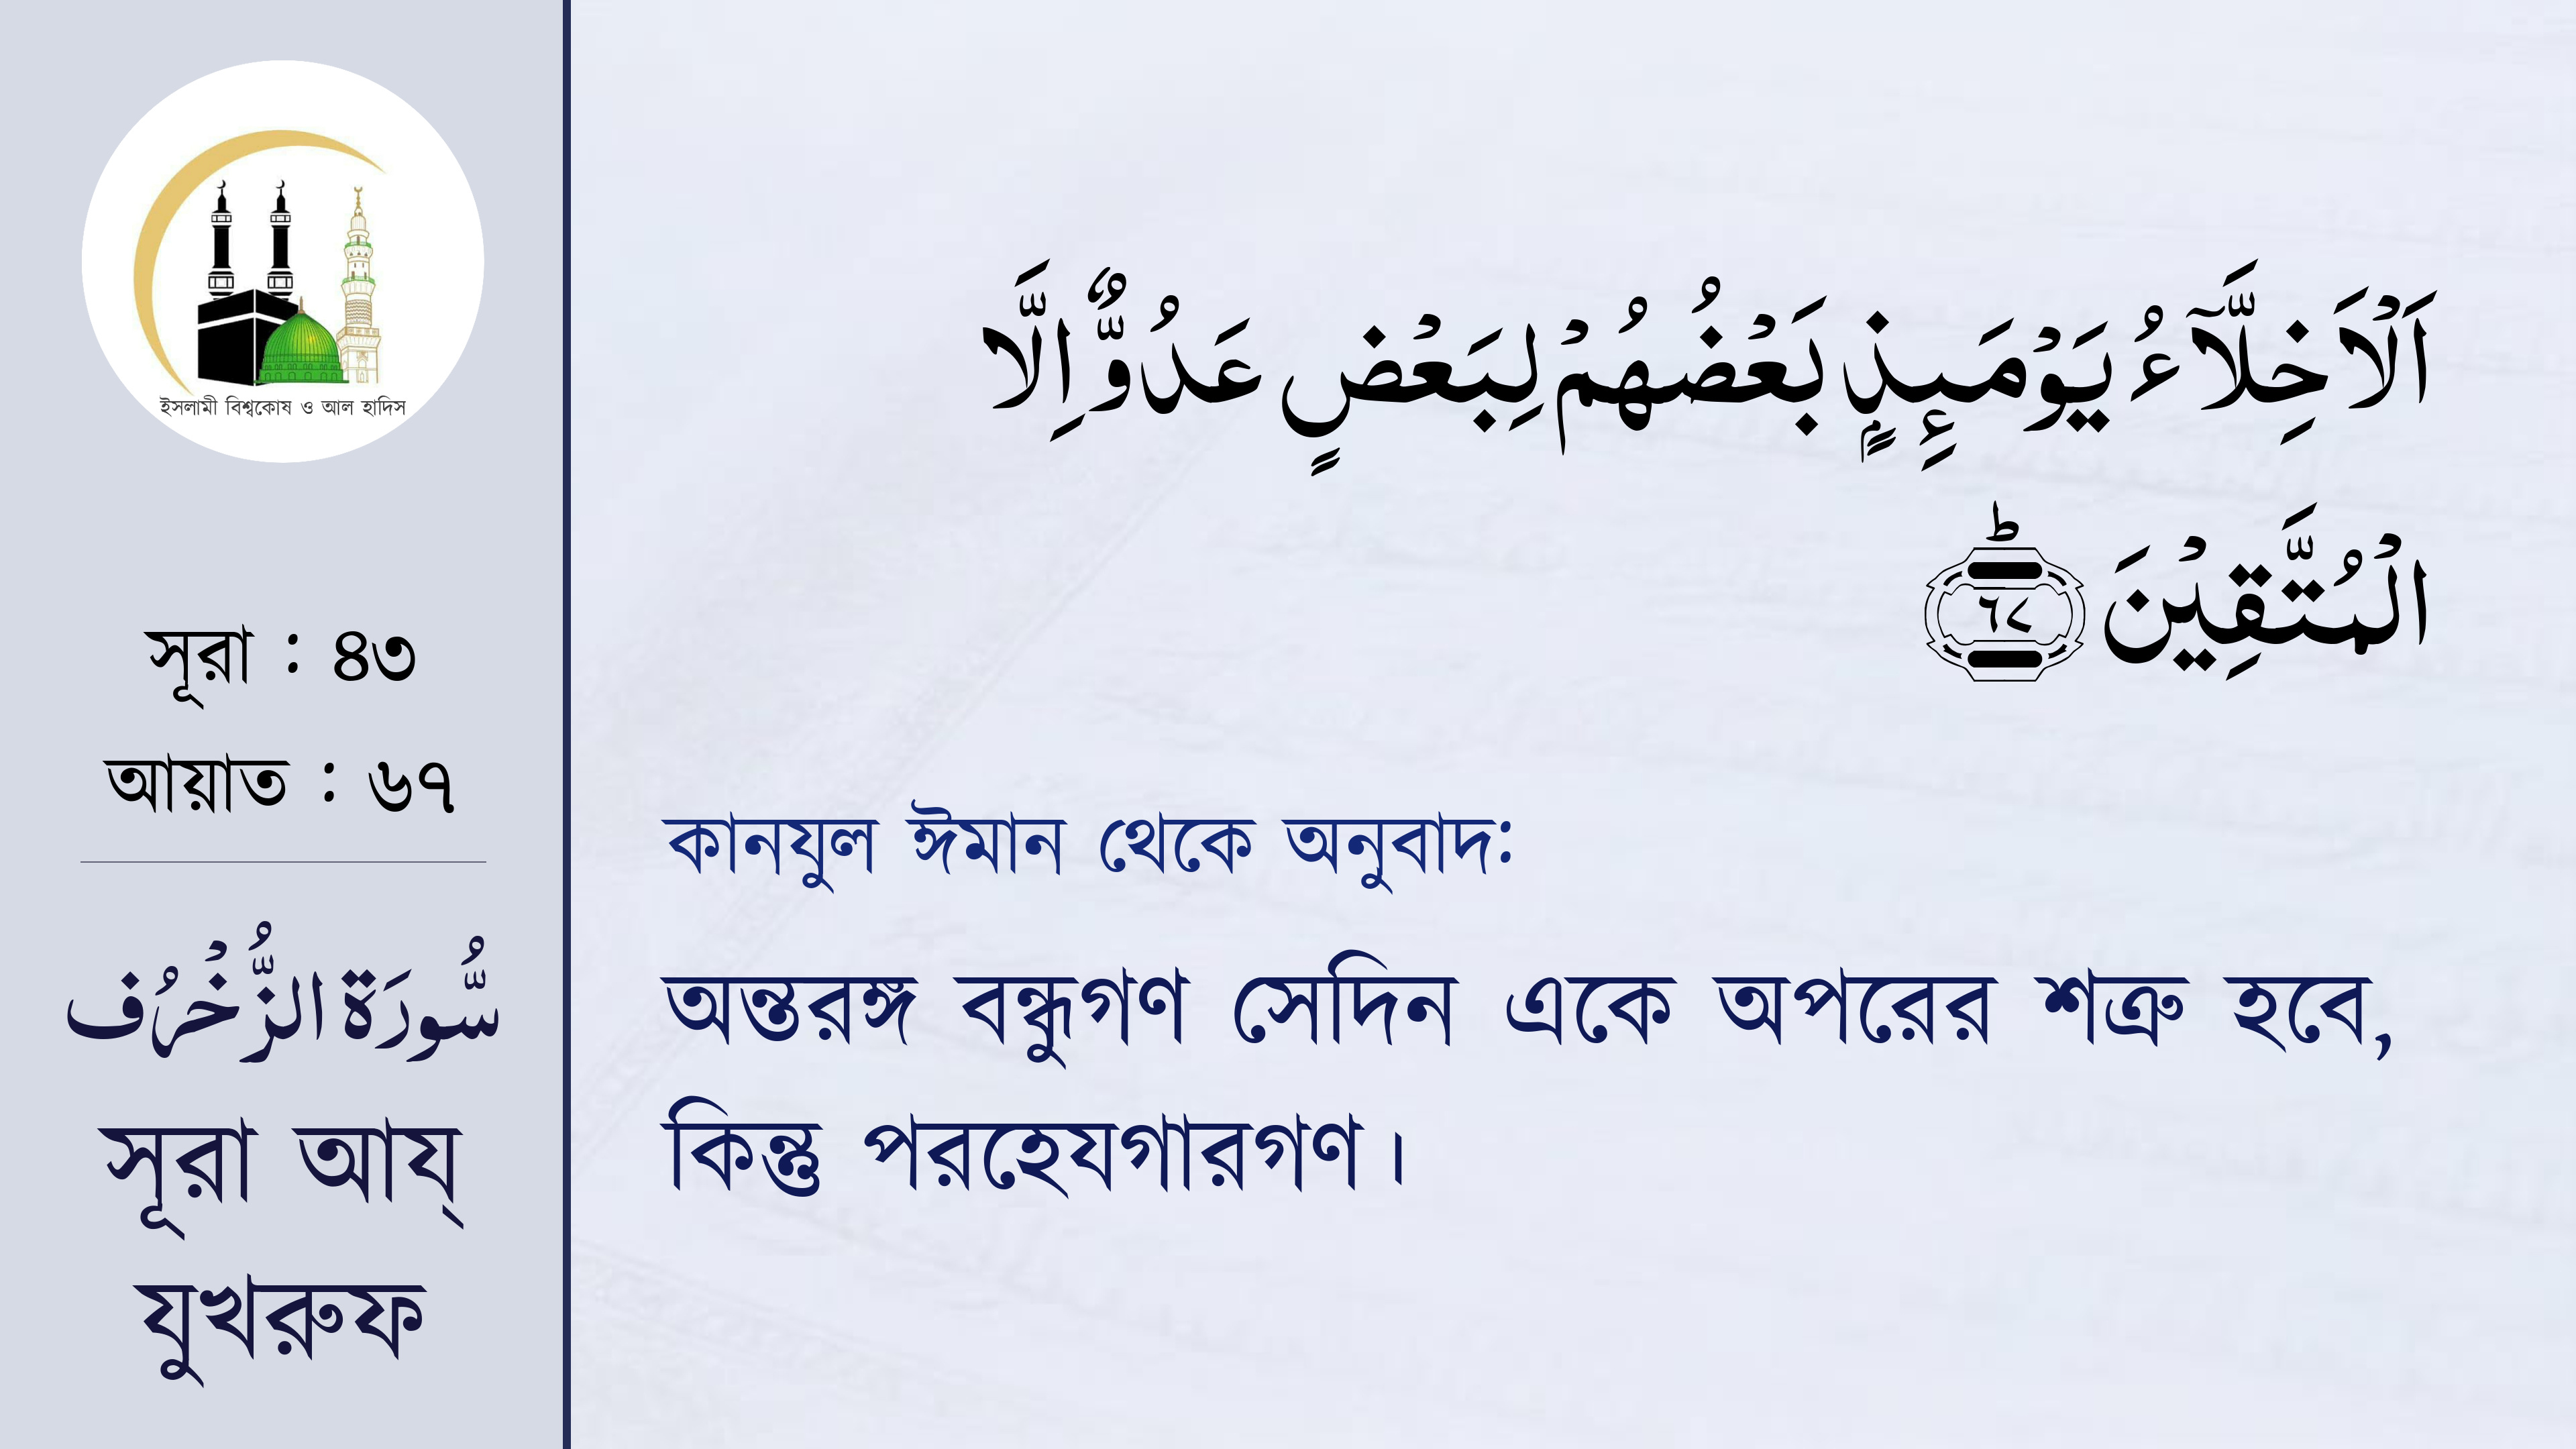 ইসলামী বিশ্বকোষ ও আল হাদিস
সূরা : ৪৩
আয়াত : ৬৭
سُّورَة الزُّخْرُف
সূরা আয্
যুখরুফ
اَلْاَخِلَّآءُ يَوْمَىِٕذٍۭ بَعْضُهُمْ لِبَعْضٍ عَدُوٌّ اِلَّا
الْمُتَّقِيْنَ ؕ ٦٧
কানযুল ঈমান থেকে অনুবাদ:
অন্তরঙ্গ বন্ধুগণ সেদিন একে অপরের শত্রু হবে,
কিন্তু পরহেযগারগণ।